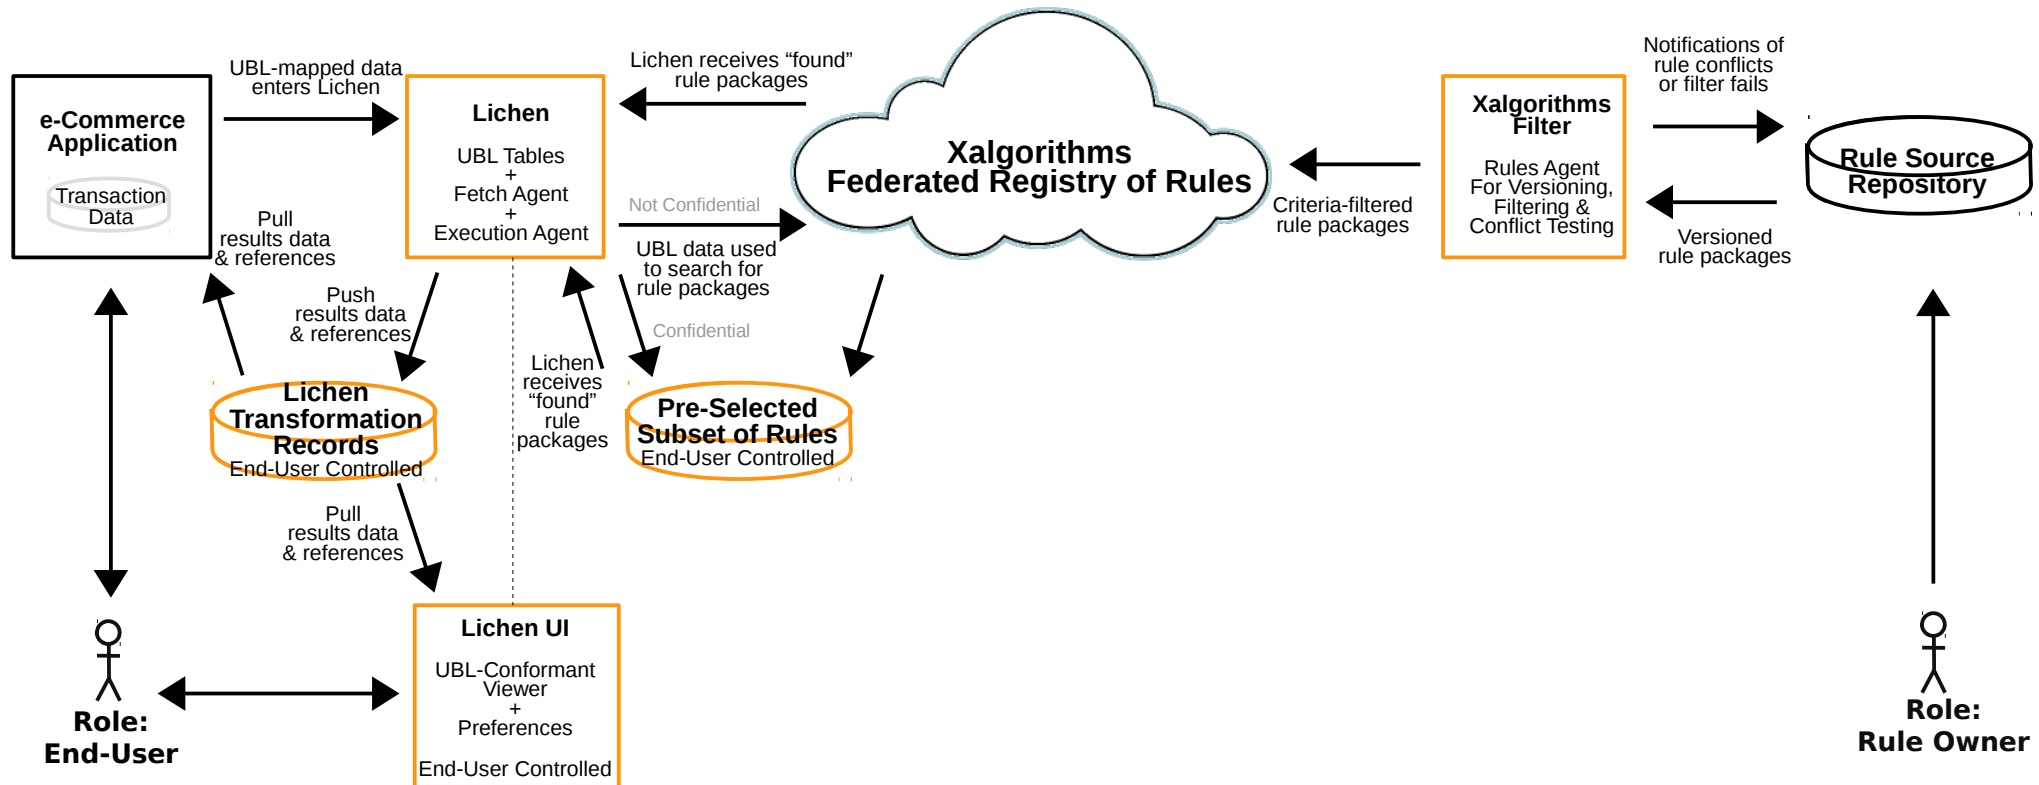 e-Commerce
Application
Transaction
Data
UBL-mapped data
enters Lichen
Lichen
UBL Tables
+
Fetch Agent
+
Execution Agent
Lichen receives “found”
rule packages
Xalgorithms
Federated Registry of Rules
Criteria-filtered
rule packages
Xalgorithms
Filter
Rules Agent
For Versioning,
Filtering &
Conflict Testing
Notifications of
rule conflicts
or filter fails
Rule Source
Repository
Versioned
rule packages
Not Confidential
UBL data used
to search for
rule packages
Confidential
Pull
results data
& references
Push
results data
& references
Lichen
receives
“found”
rule
packages
Lichen
Transformation
Records
End-User Controlled
Pre-Selected
Subset of Rules
End-User Controlled
Pull
results data
& references
Lichen UI
UBL-Conformant
Viewer
+
Preferences
End-User Controlled
Role:
End-User
Role:
Rule Owner